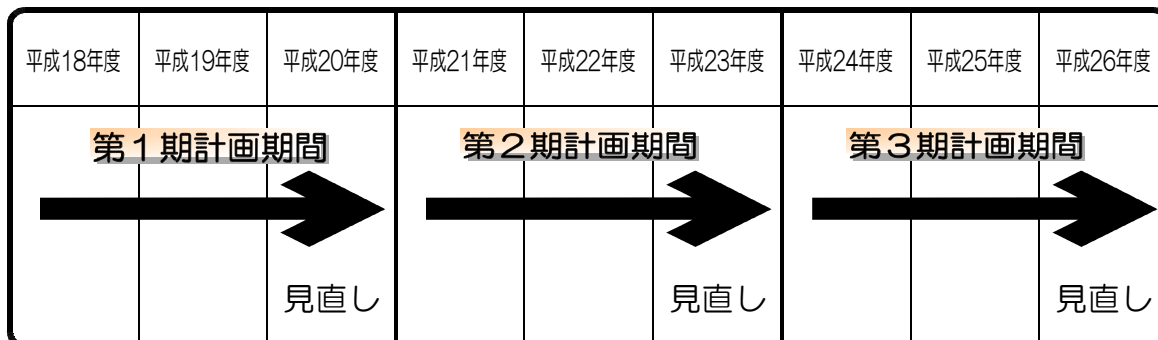 平成18年度 平成19年度 平成20年度 平成21年度 平成22年度 平成23年度 平成24年度 平成25年度 平成26年度
第１期計画期間 第２期計画期間 第３期計画期間
見直し 見直し 見直し